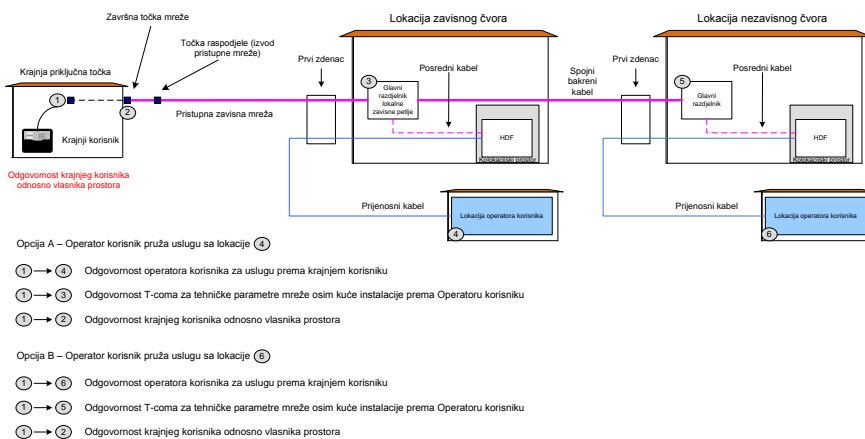 Završna točka mreže
Lokacija zavisnog čvora
Lokacija nezavisnog čvora
Točka raspodjele (izvod
pristupne mreže)
Krajnja priključna točka
Prvi zdenac
Posredni kabel
Spojni
bakreni
kabel
Prvi zdenac
Posredni kabel
1
2
3
Glavni
razdjelnik
lokalne
zavisne petlje
5
Glavni
razdjelnik
Pristupna zavisna mreža
Krajnji korisnik
HDF
Kolokacijski prostor
HDF
Kolokacijski prostor
Odgovornost krajnjeg korisnika
odnosno vlasnika prostora
Prijenosni kabel
Lokacija operatora korisnika
4
Prijenosni kabel
Lokacija operatora korisnika
6
Opcija A – Operator korisnik pruža uslugu sa lokacije 4
1 → 4 Odgovornost operatora korisnika za uslugu prema krajnjem korisniku
1 → 3 Odgovornost T-coma za tehničke parametre mreže osim kuće instalacije prema Operatoru korisniku
1 → 2 Odgovornost krajnjeg korisnika odnosno vlasnika prostora
Opcija B – Operator korisnik pruža uslugu sa lokacije 6
1 → 6 Odgovornost operatora korisnika za uslugu prema krajnjem korisniku
1 → 5 Odgovornost T-coma za tehničke parametre mreže osim kuće instalacije prema Operatoru korisniku
1 → 2 Odgovornost krajnjeg korisnika odnosno vlasnika prostora